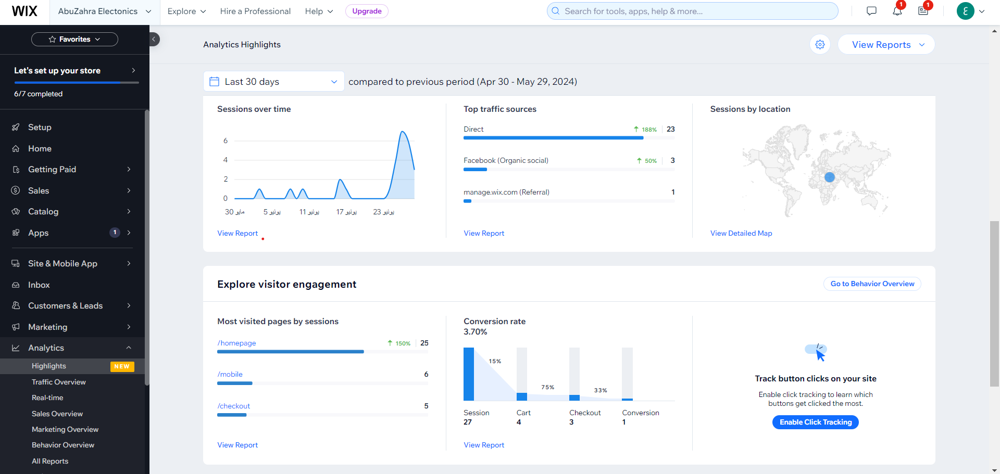 WIX
AbuZahra Electonics
Explore
Hire a Professional
Help
Upgrade
Search for tools, apps, help & more...
1
1
ع
Favorites
Let's set up your store
6/7 completed
Setup
Home
Getting Paid
Sales
Catalog
Apps
1
Site & Mobile App
Inbox
Customers & Leads
Marketing
Analytics
Highlights
NEW
Traffic Overview
Real-time
Sales Overview
Marketing Overview
Behavior Overview
All Reports
Analytics Highlights
View Reports
Last 30 days
compared to previous period (Apr 30 - May 29, 2024)
Sessions over time
6
4
2
0
30 مايو
5 يونيو
11 يونيو
17 يونيو
23 يونيو
View Report
Top traffic sources
Direct
188%
23
Facebook (Organic social)
50%
3
manage.wix.com (Referral)
1
View Report
Sessions by location
View Detailed Map
Explore visitor engagement
Go to Behavior Overview
Most visited pages by sessions
/homepage
150%
25
/mobile
6
/checkout
5
View Report
Conversion rate
3.70%
15%
75%
33%
Session
27
Cart
4
Checkout
3
Conversion
1
View Report
Track button clicks on your site
Enable click tracking to learn which
buttons get clicked the most.
Enable Click Tracking